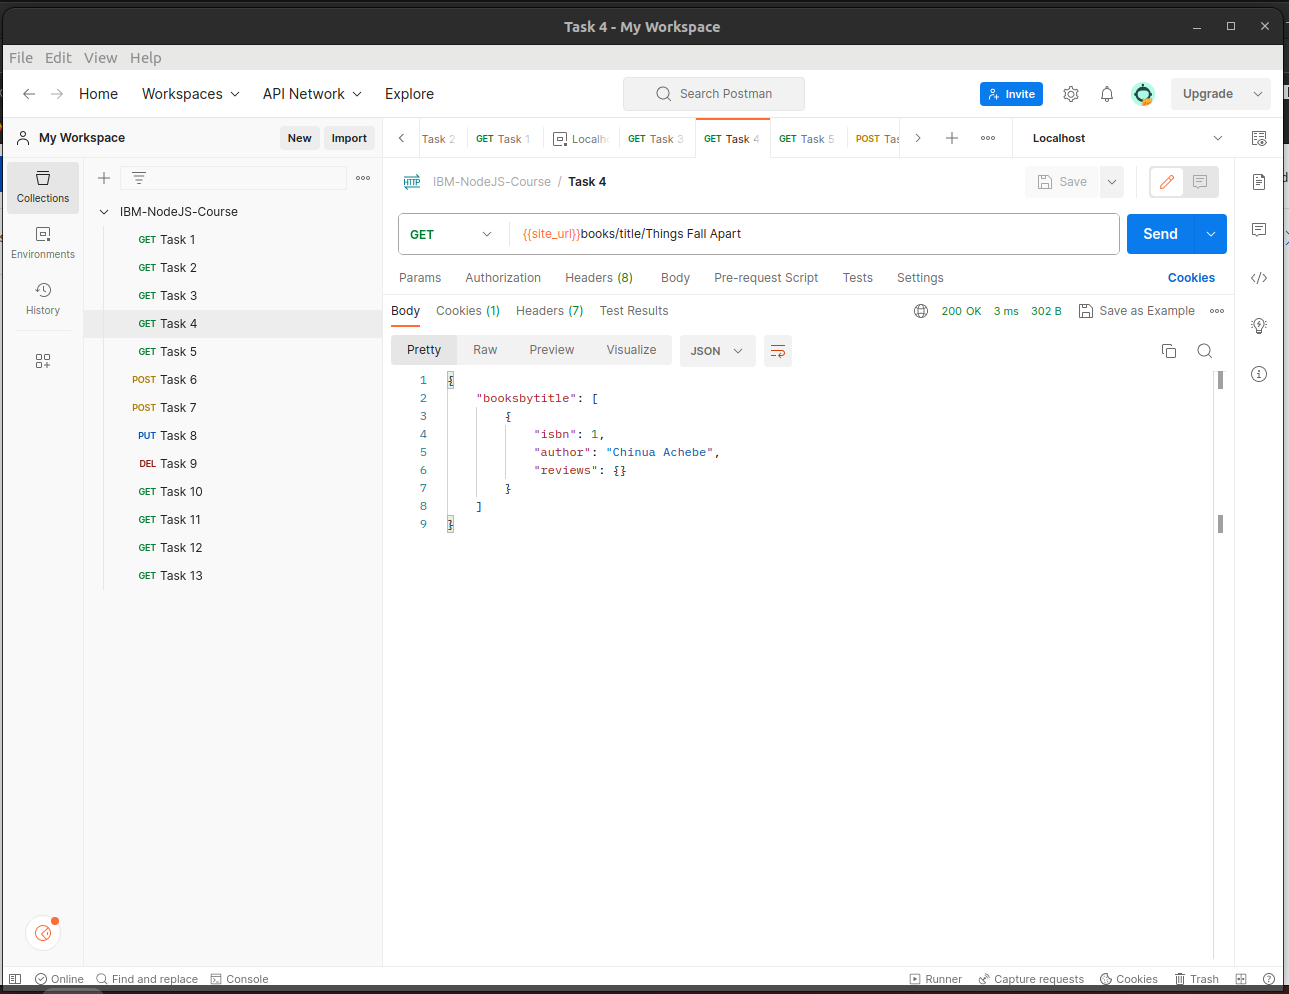 Task 4 - My Workspace
File Edit View Help
Home Workspaces API Network Explore Search Postman Invite Upgrade
My Workspace New Import Task 2 GET Task 1 Localh GET Task 3 GET Task 4 GET Task 5 POST Tas Localhost
Collections
Environments
History
IBM-NodeJS-Course
GET Task 1
GET Task 2
GET Task 3
GET Task 4
GET Task 5
POST Task 6
POST Task 7
PUT Task 8
DEL Task 9
GET Task 10
GET Task 11
GET Task 12
GET Task 13
HTTP IBM-NodeJS-Course / Task 4 Save
GET {{site_url}}books/title/Things Fall Apart Send
Params Authorization Headers (8) Body Pre-request Script Tests Settings Cookies
Body Cookies (1) Headers (7) Test Results 200 OK 3 ms 302 B Save as Example
Pretty Raw Preview Visualize JSON
1 {
2 "booksbytitle": [
3 {
4 "isbn": 1,
5 "author": "Chinua Achebe",
6 "reviews": {}
7 }
8 ]
9 }
Online Find and replace Console Runner Capture requests Cookies Trash